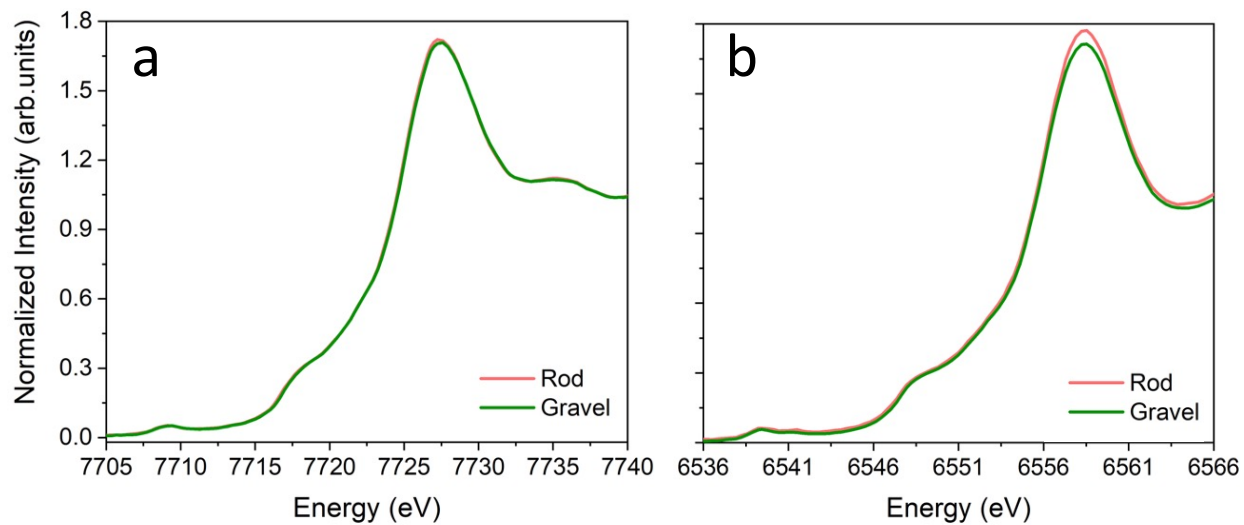 a
1.8
1.5
1.2
0.9
0.6
0.3
0.0
Normalized Intensity (arb.units)
Rod
Gravel
7705 7710 7715 7720 7725 7730 7735 7740
Energy (eV)
b
Rod
Gravel
6536 6541 6546 6551 6556 6561 6566
Energy (eV)